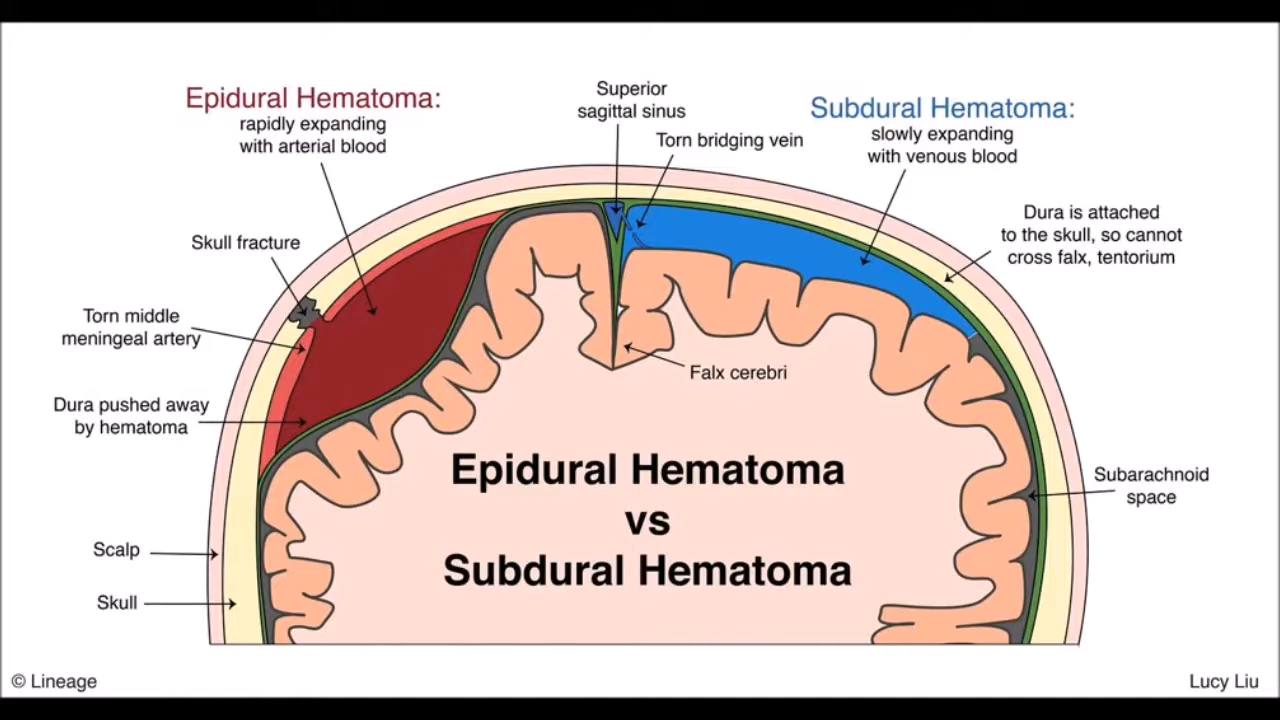 Epidural Hematoma:
rapidly expanding
with arterial blood
Superior
sagittal sinus
Torn bridging vein
Subdural Hematoma:
slowly expanding
with venous blood
Dura is attached
to the skull, so cannot
cross falx, tentorium
Skull fracture
Torn middle
meningeal artery
Dura pushed away
by hematoma
Falx cerebri
Epidural Hematoma
vs
Subdural Hematoma
Subarachnoid
space
Scalp
Skull
© Lineage
Lucy Liu